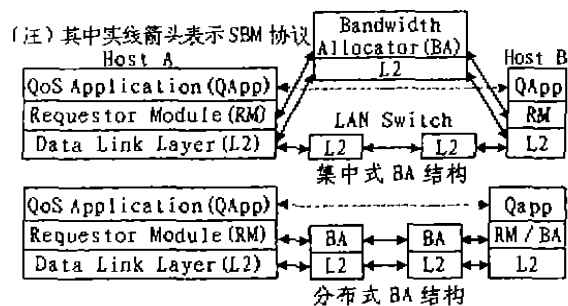 (注)其中实线箭头表示 SBM 协议
Bandwidth
Allocator(BA)
L2
Host A
Host B
QoS Application(QApp)
QApp
Requestor Module(RM)
RM
LAN Switch
Data Link Layer(L2)
L2
L2
L2
集中式 BA 结构
QoS Application(QApp)
Qapp
Requestor Module(RM)
BA
BA
RM/BA
Data Link Layer(L2)
L2
L2
L2
分布式 BA 结构